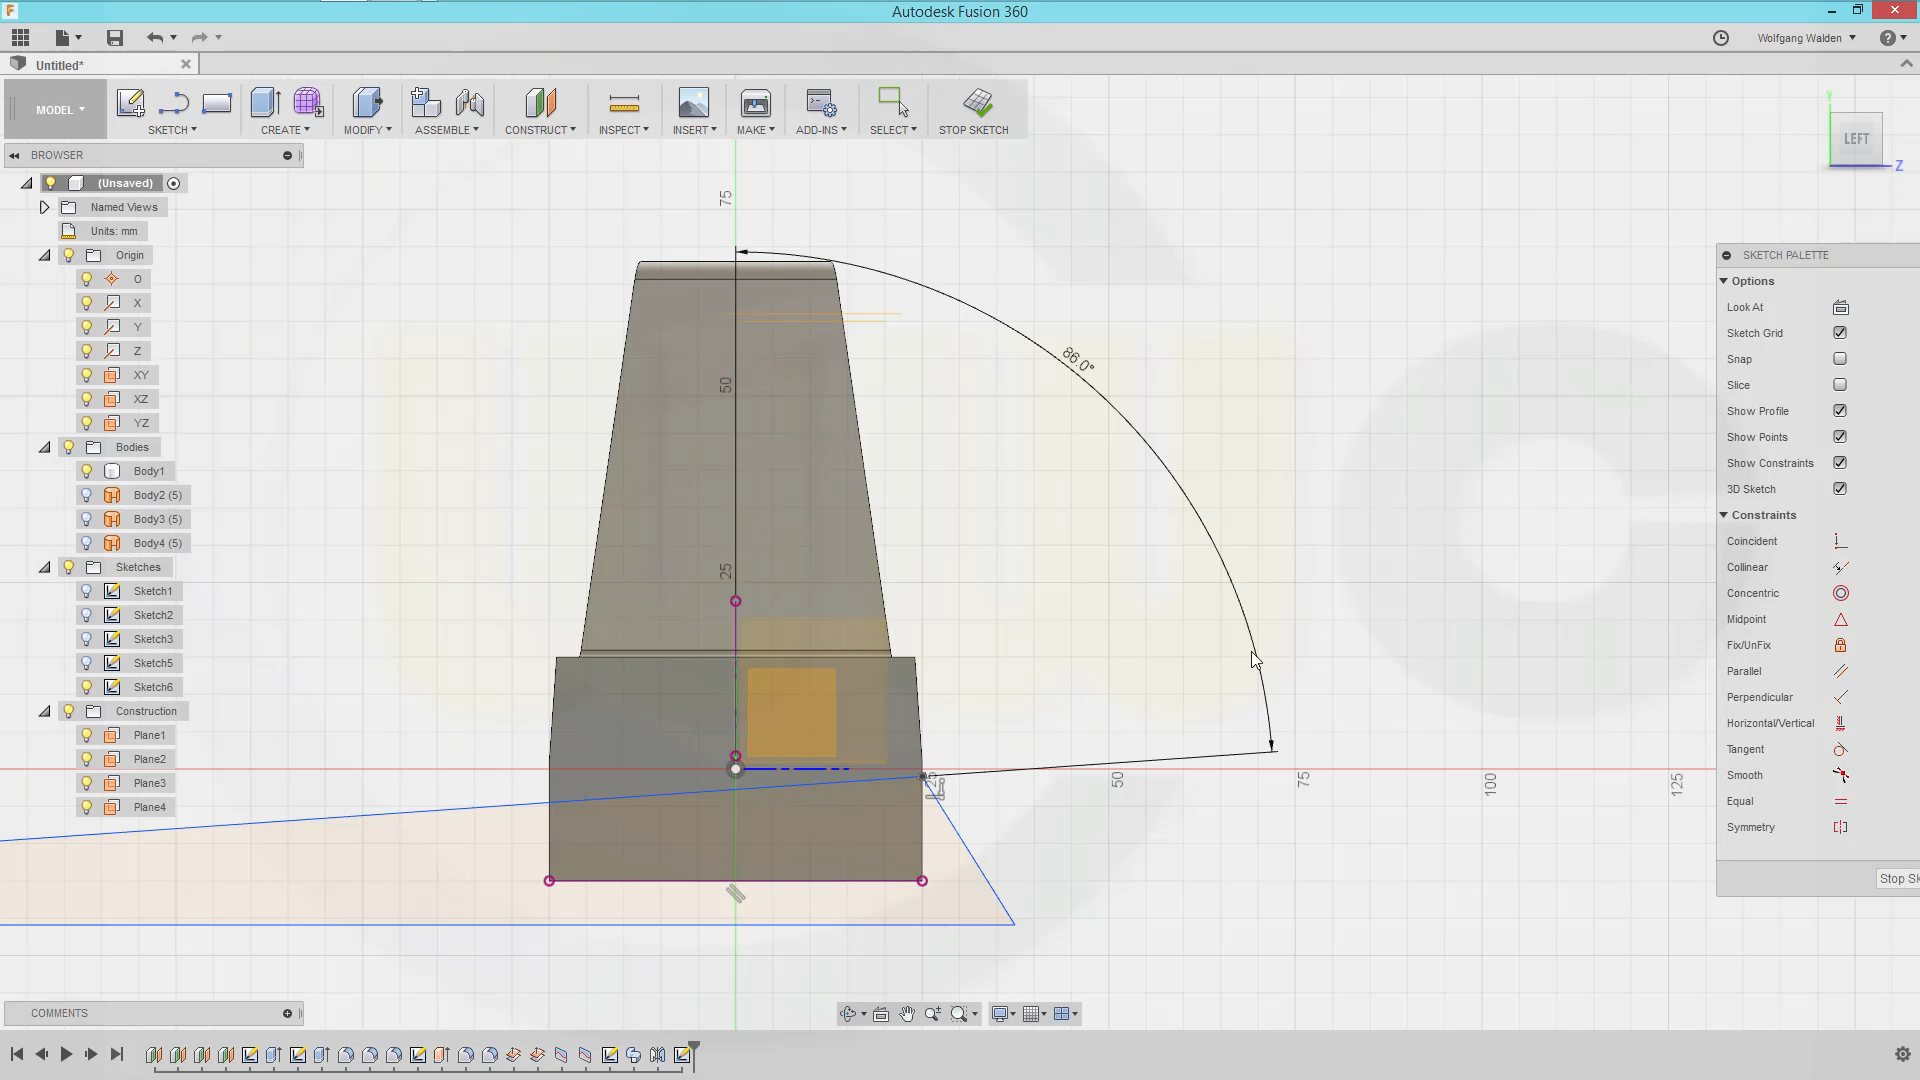 Autodesk Fusion 360
Wolfgang Walden
Untitled*
MODEL
SKETCH
CREATE
MODIFY
ASSEMBLE
CONSTRUCT
INSPECT
INSERT
MAKE
ADD-INS
SELECT
STOP SKETCH
BROWSER
(Unsaved)
Named Views
Units: mm
Origin
O
X
Y
Z
XY
XZ
YZ
Bodies
Body1
Body2 (5)
Body3 (5)
Body4 (5)
Sketches
Sketch1
Sketch2
Sketch3
Sketch5
Sketch6
Construction
Plane1
Plane2
Plane3
Plane4
75
50
25
86.0°
25
50
75
100
125
Y
LEFT
Z
SKETCH PALETTE
Options
Look At
Sketch Grid
Snap
Slice
Show Profile
Show Points
Show Constraints
3D Sketch
Constraints
Coincident
Collinear
Concentric
Midpoint
Fix/UnFix
Parallel
Perpendicular
Horizontal/Vertical
Tangent
Smooth
Equal
Symmetry
Stop Sk
COMMENTS